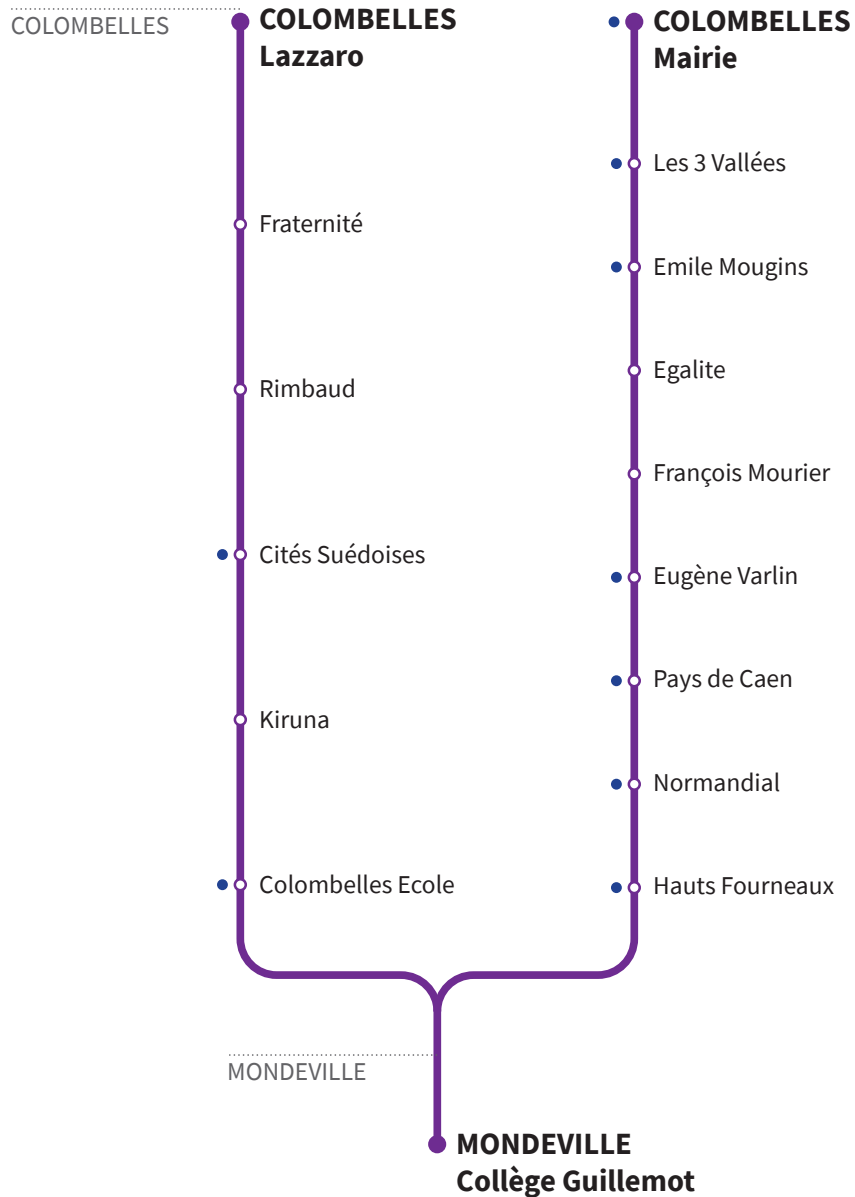 COLOMBELLES
COLOMBELLES
Lazzaro
Fraternité
Rimbaud
Cités Suédoises
Kiruna
Colombelles Ecole
COLOMBELLES
Mairie
Les 3 Vallées
Emile Mougins
Egalite
François Mourier
Eugène Varlin
Pays de Caen
Normandial
Hauts Fourneaux
MONDEVILLE
MONDEVILLE
Collège Guillemot